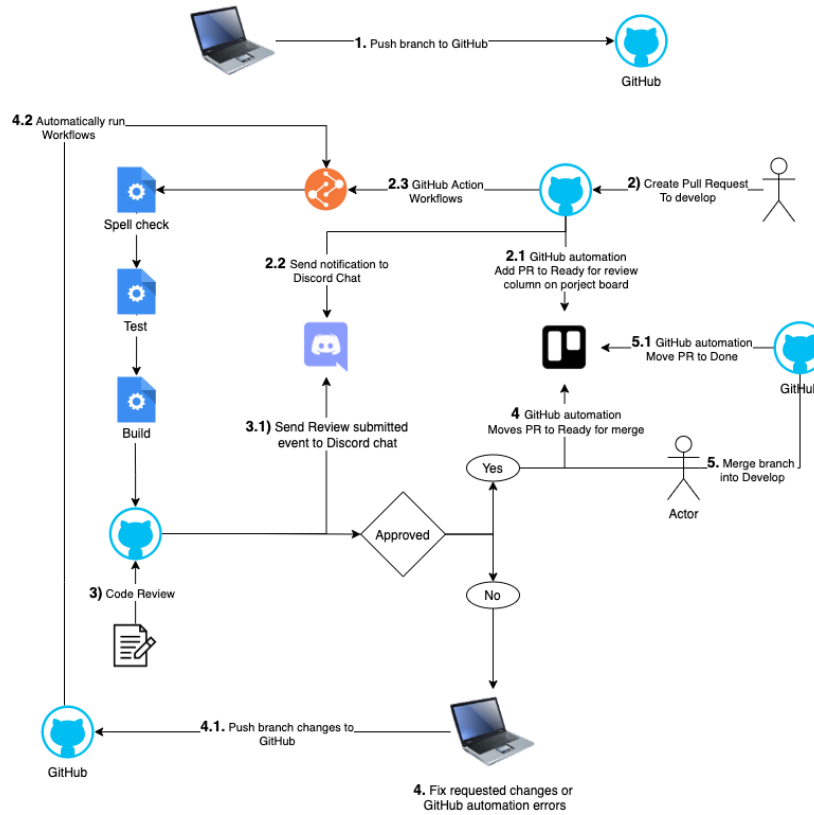 1. Push branch to GitHub
GitHub
4.2 Automatically run
Workflows
2.3 GitHub Action
Workflows
2) Create Pull Request
To develop
Spell check
2.2 Send notification to
Discord Chat
2.1 GitHub automation
Add PR to Ready for review
column on porject board
Test
5.1 GitHub automation
Move PR to Done
GitHub
Build
3.1) Send Review submitted
event to Discord chat
4 GitHub automation
Moves PR to Ready for merge
Yes
5. Merge branch
into Develop
Actor
Approved
No
3) Code Review
4.1. Push branch changes to
GitHub
GitHub
4. Fix requested changes or
GitHub automation errors